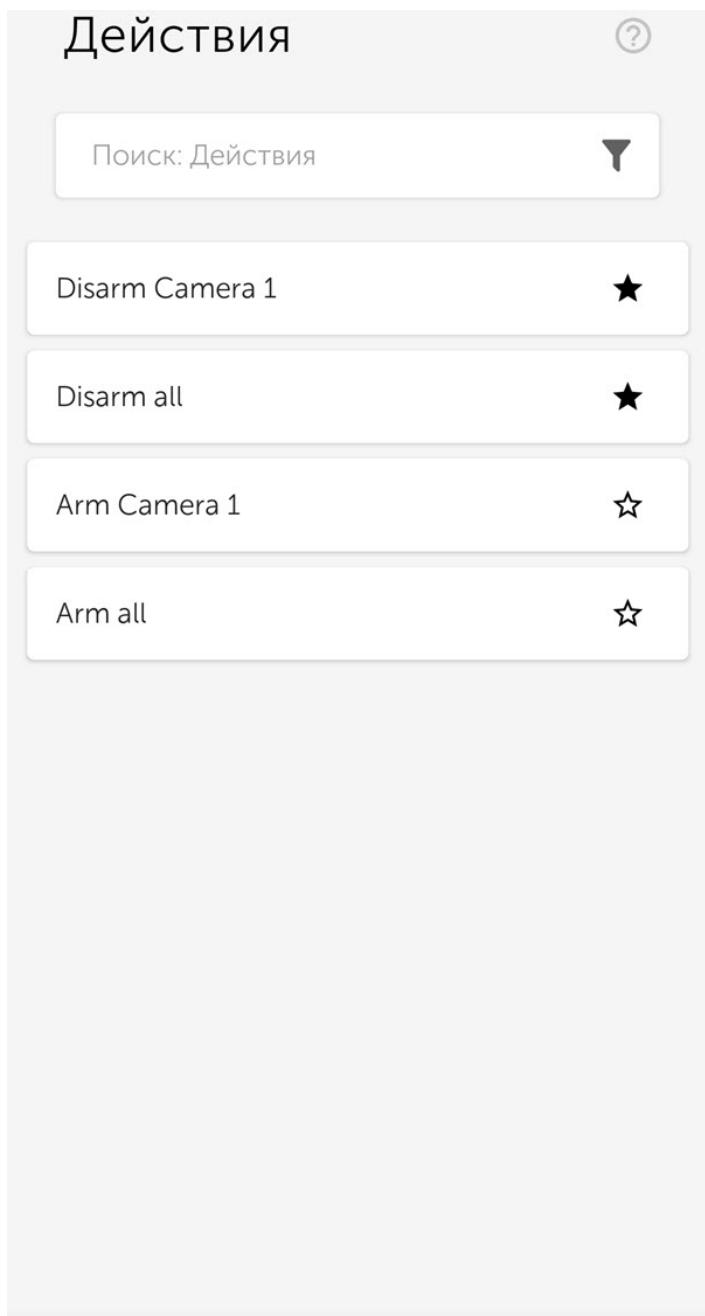 Действия
Поиск: Действия
Disarm Camera 1
Disarm all
Arm Camera 1
Arm all